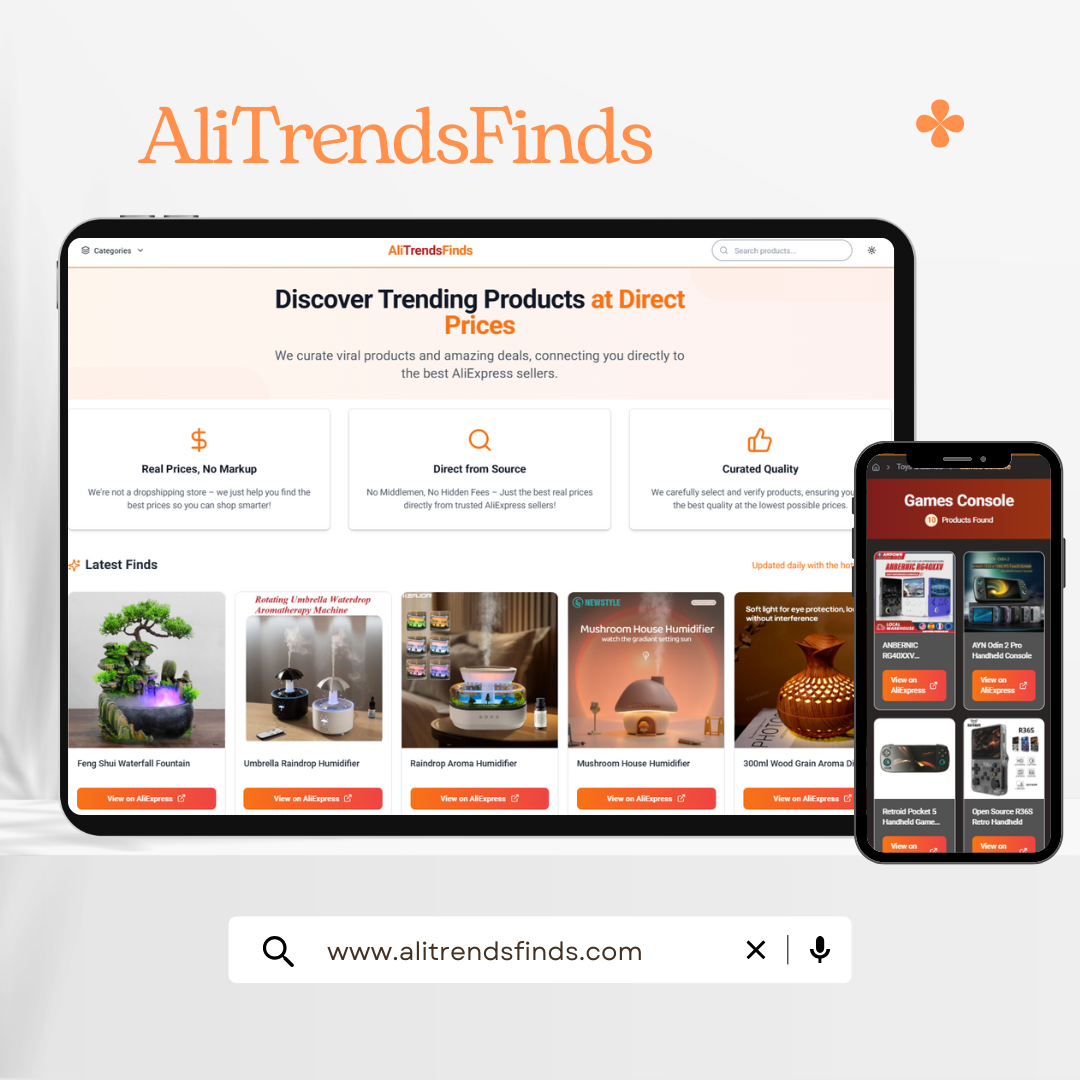 AliTrendsFinds
Categories
AliTrendsFinds
Search products...
Discover Trending Products at Direct
Prices
We curate viral products and amazing deals, connecting you directly to
the best AliExpress sellers.
Real Prices, No Markup
We're not a dropshipping store – we just help you find the
best prices so you can shop smarter!
Direct from Source
No Middlemen, No Hidden Fees – Just the best real prices
directly from trusted AliExpress sellers!
Curated Quality
We carefully select and verify products, ensuring you
the best quality at the lowest possible prices.
Latest Finds
Updated daily with the hot
Rotating Umbrella Waterdrop
Aromatherapy Machine
NEWSTYLE
Mushroom House Humidifier
watch the gradiant setting sun
Soft light for eye protection, lo
without interference
PHOTO
Feng Shui Waterfall Fountain
Umbrella Raindrop Humidifier
Raindrop Aroma Humidifier
Mushroom House Humidifier
300ml Wood Grain Aroma Di
View on AliExpress
View on AliExpress
View on AliExpress
View on AliExpress
View on AliExpress
Games Console
10 Products Found
ANBERNIC RG40XXV
LOCAL
WAREHOUSE
ANBERNIC
RG40XXV...
View on
AliExpress
AYN Odin 2 Pro
Handheld Console
View on
AliExpress
R36S
Retroid Pocket 5
Handheld Game...
View on
Open Source R36S
Retro Handheld
View on
www.alitrendsfinds.com